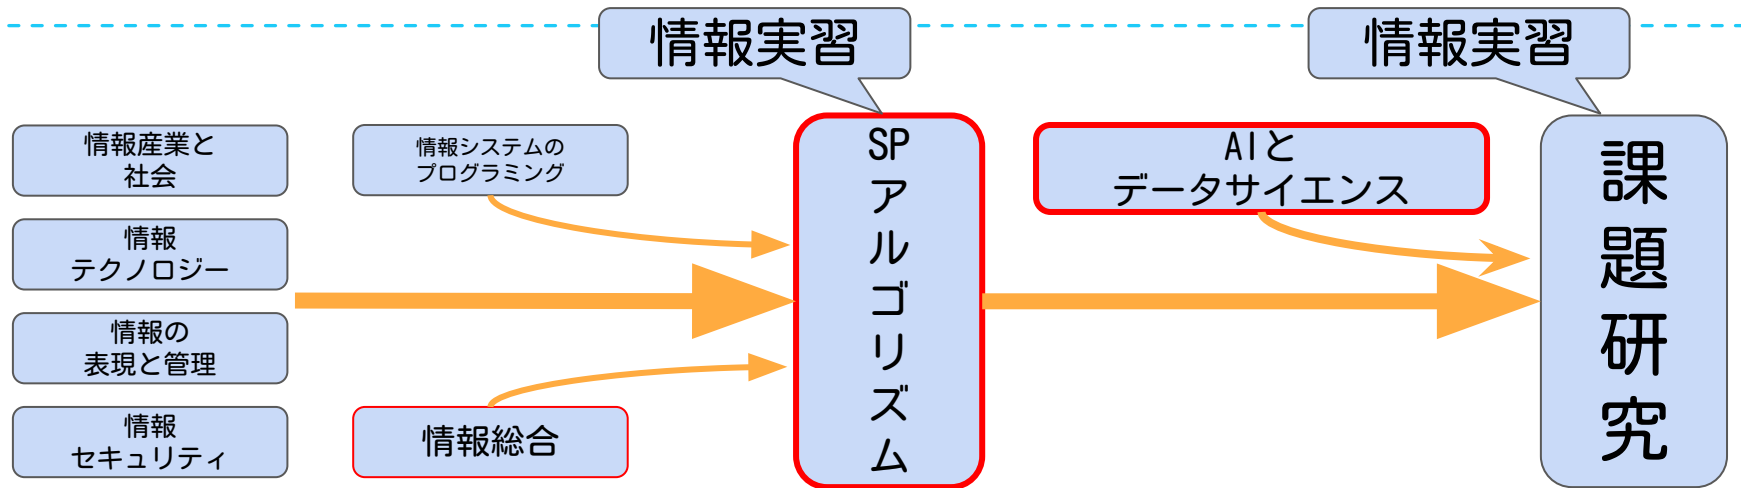 情報実習
情報実習
情報産業と
社会
情報
テクノロジー
情報の
表現と管理
情報
セキュリティ
情報システムの
プログラミング
情報総合
SP
アルゴリズム
AIと
データサイエンス
課題研究